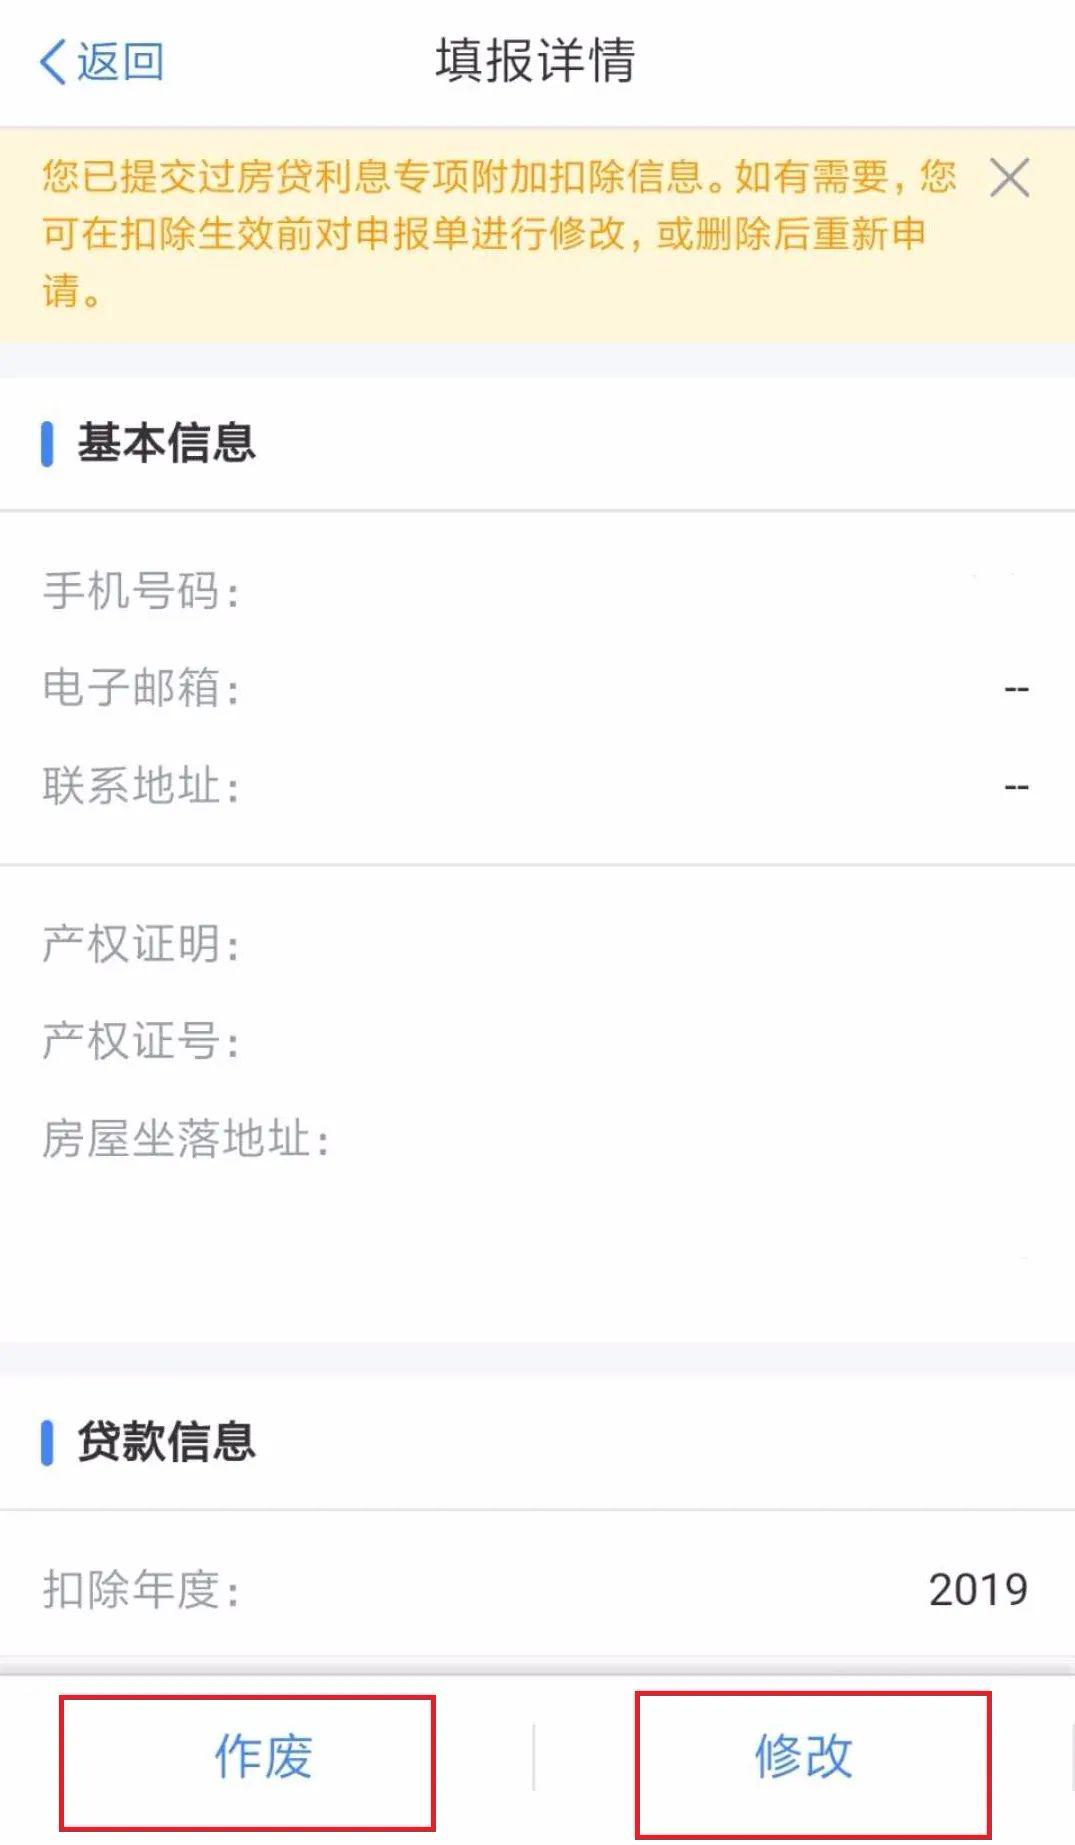 返回
填报详情
您已提交过房贷利息专项附加扣除信息。如有需要，您
可在扣除生效前对申报单进行修改，或删除后重新申
请。
基本信息
手机号码：
电子邮箱：
--
联系地址：
--
产权证明：
产权证号：
房屋坐落地址：
贷款信息
扣除年度：
2019
作废
修改